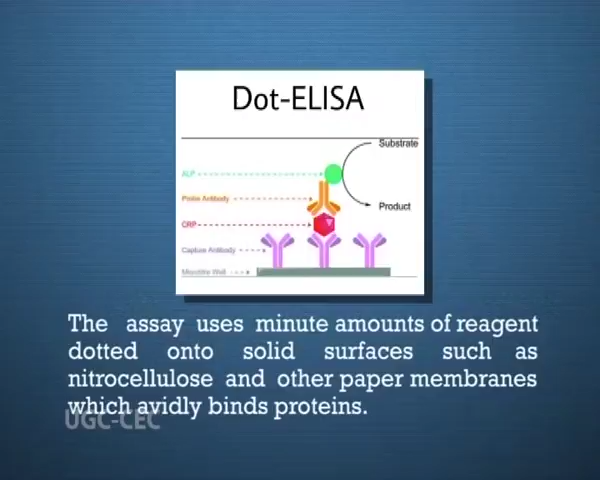 Dot-ELISA
Substrate
ALP
Probe Antibody
Product
CRP
Capture Antibody
Microtitre Well
The assay uses minute amounts of reagent
dotted onto solid surfaces such as
nitrocellulose and other paper membranes
which avidly binds proteins.
UGC-CEC